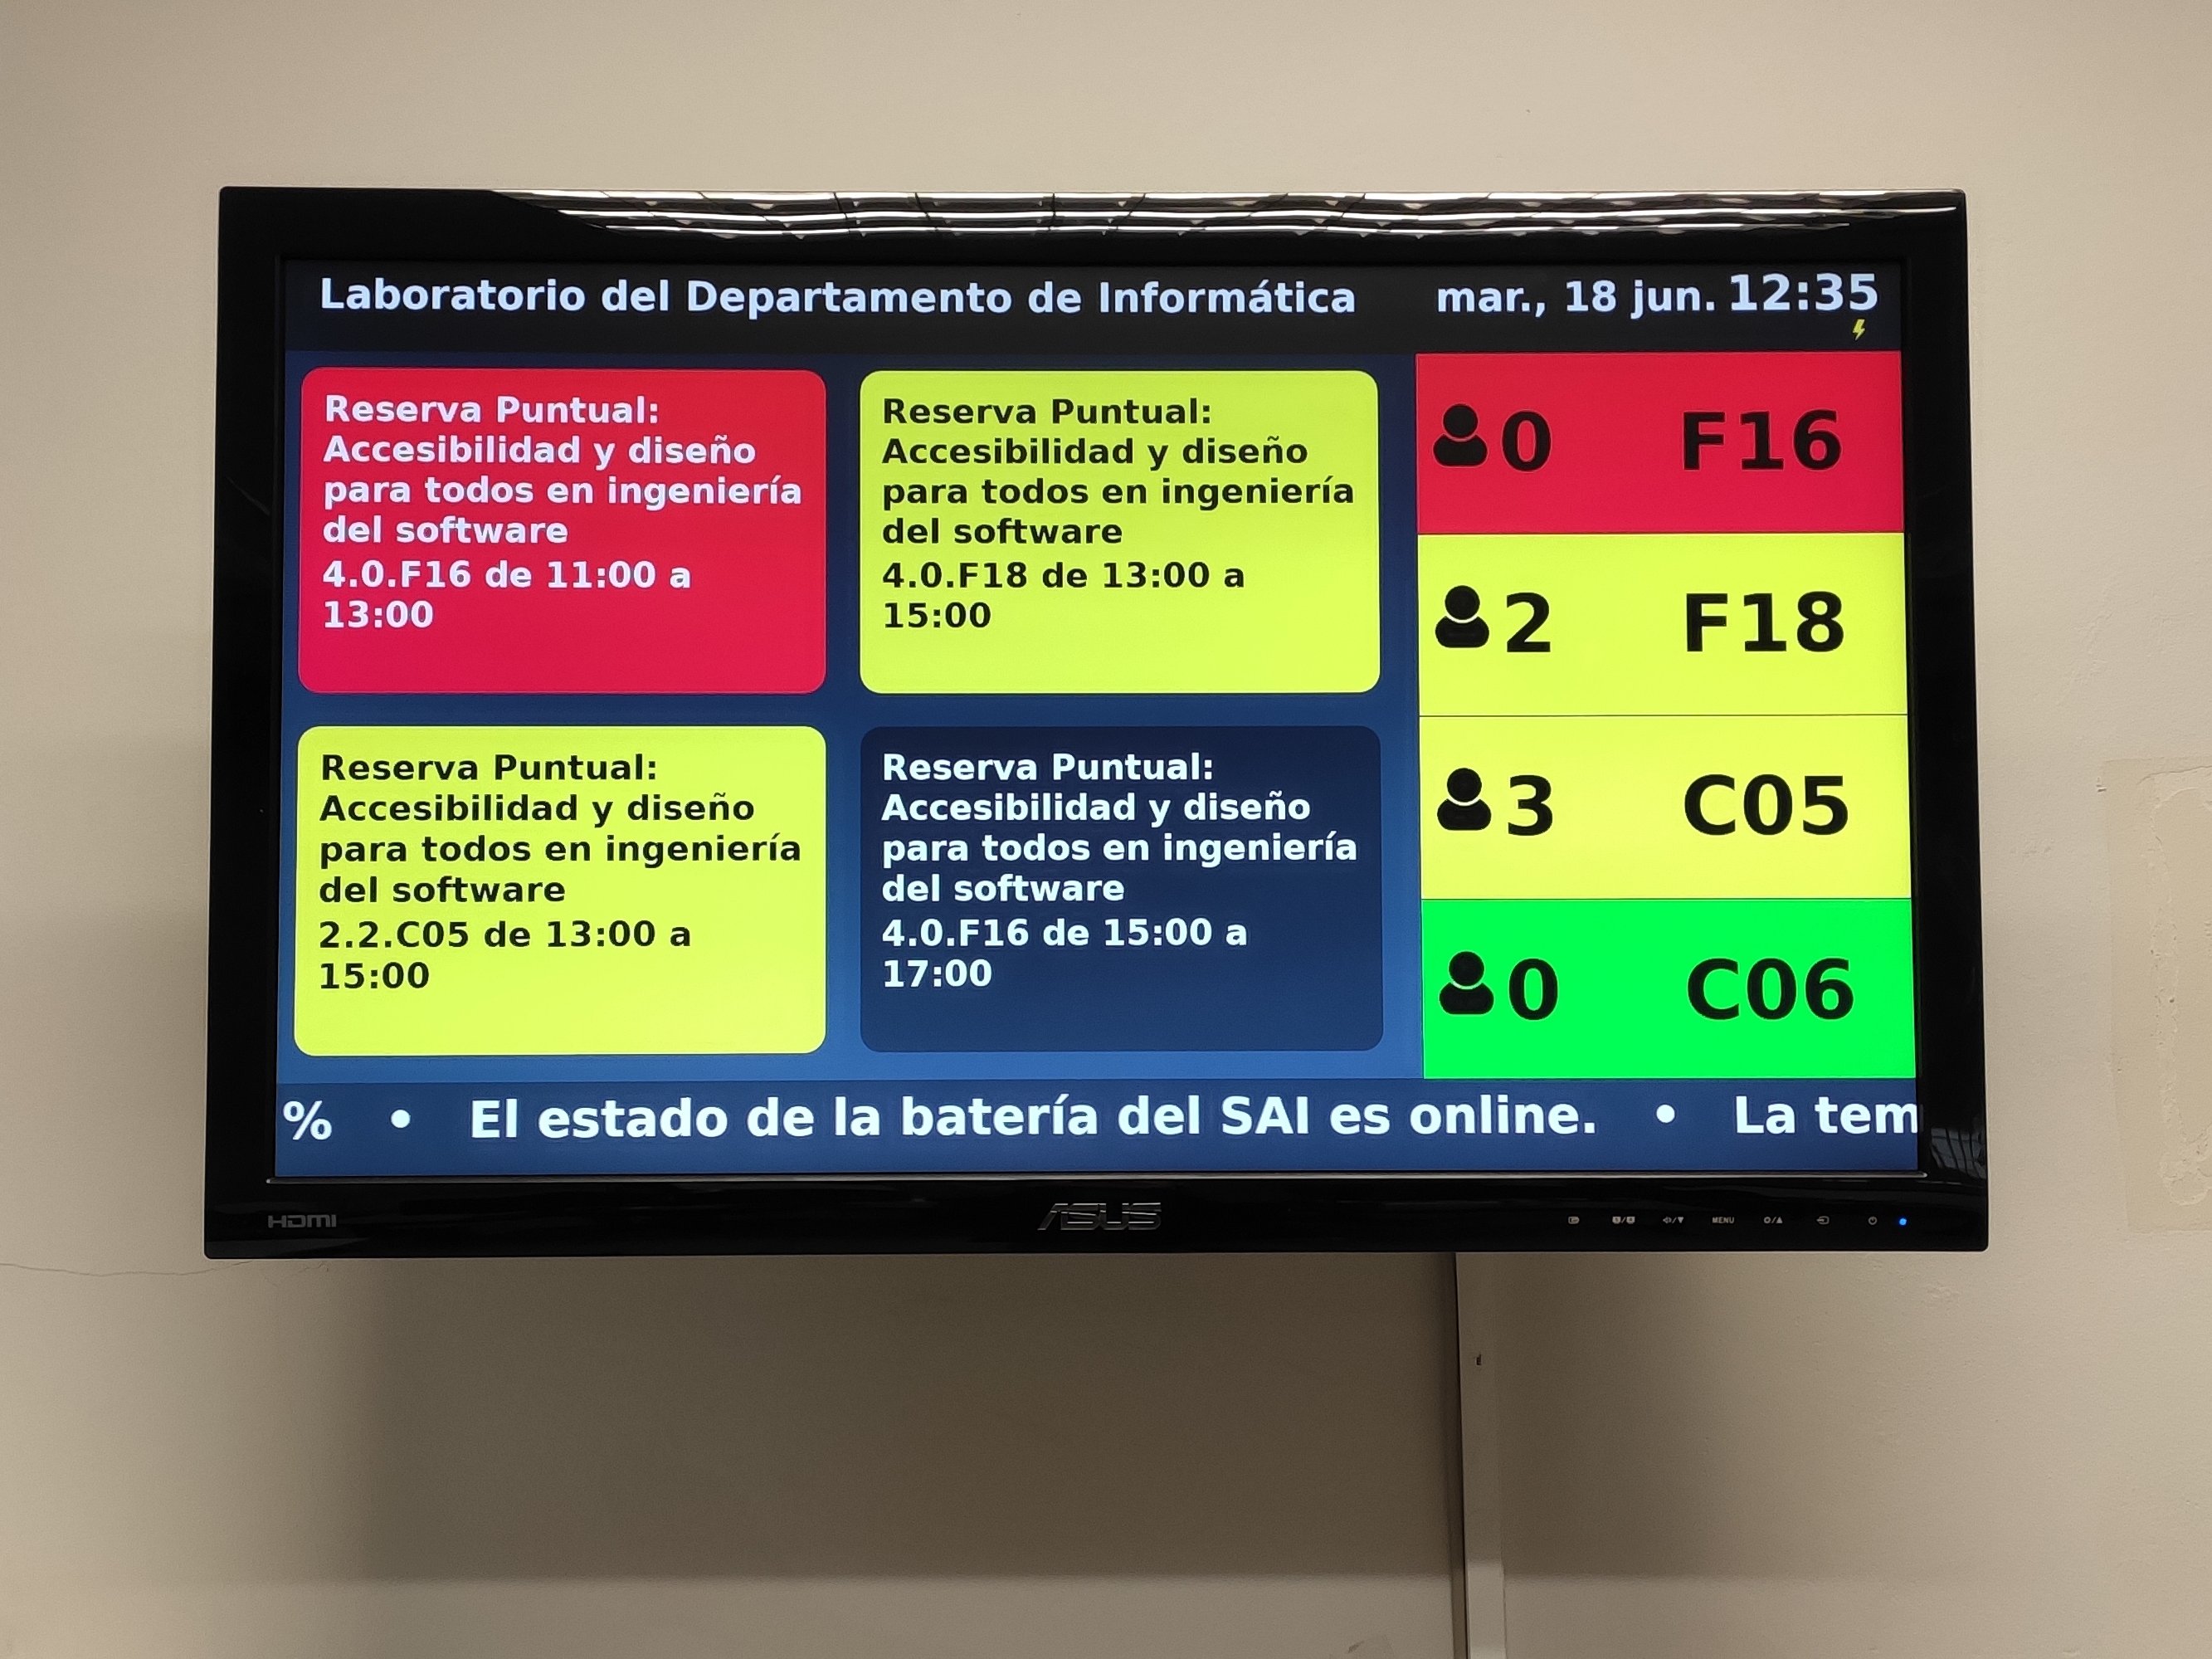 Laboratorio del Departamento de Informática
mar., 18 jun. 12:35
Reserva Puntual:
Accesibilidad y diseño
para todos en ingeniería
del software
4.0.F16 de 11:00 a
13:00
Reserva Puntual:
Accesibilidad y diseño
para todos en ingeniería
del software
4.0.F18 de 13:00 a
15:00
Reserva Puntual:
Accesibilidad y diseño
para todos en ingeniería
del software
2.2.C05 de 13:00 a
15:00
Reserva Puntual:
Accesibilidad y diseño
para todos en ingeniería
del software
4.0.F16 de 15:00 a
17:00
0 F16
2 F18
3 C05
0 C06
% • El estado de la batería del SAI es online. • La tem
HDMI
ASUS
MENU